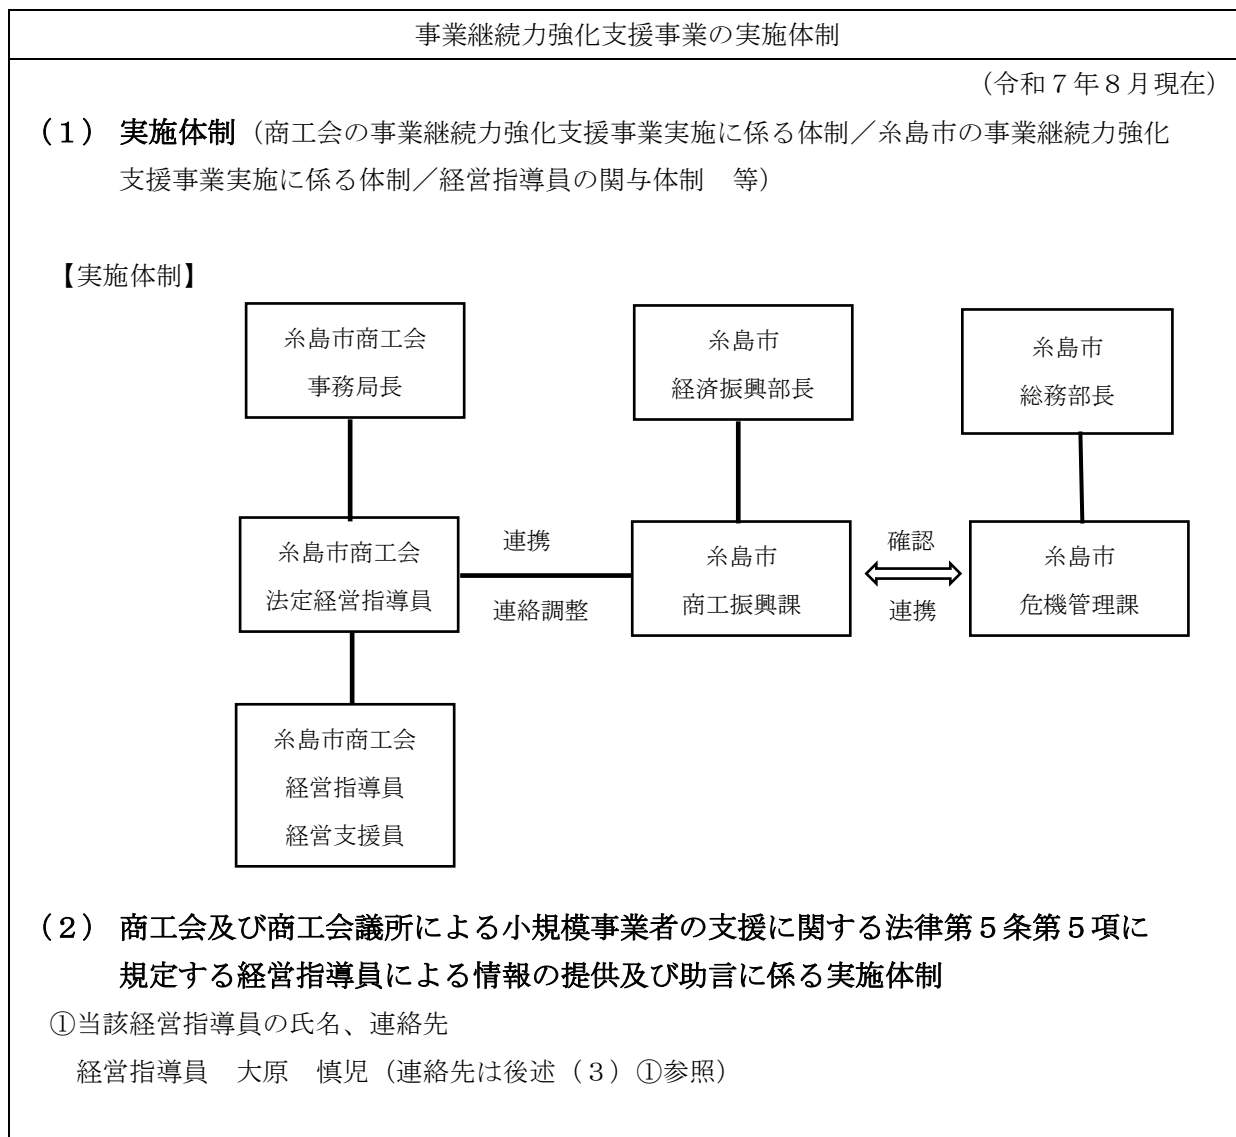 事業継続力強化支援事業の実施体制
（令和７年８月現在）
（１） 実施体制（商工会の事業継続力強化支援事業実施に係る体制／糸島市の事業継続力強化
支援事業実施に係る体制／経営指導員の関与体制　等）
【実施体制】
糸島市商工会
事務局長
糸島市
経済振興部長
糸島市
総務部長
糸島市商工会
法定経営指導員
連携
連絡調整
糸島市
商工振興課
確認
連携
糸島市
危機管理課
糸島市商工会
経営指導員
経営支援員
（２） 商工会及び商工会議所による小規模事業者の支援に関する法律第５条第５項に
規定する経営指導員による情報の提供及び助言に係る実施体制
①当該経営指導員の氏名、連絡先
経営指導員　大原　慎児（連絡先は後述（３）①参照）